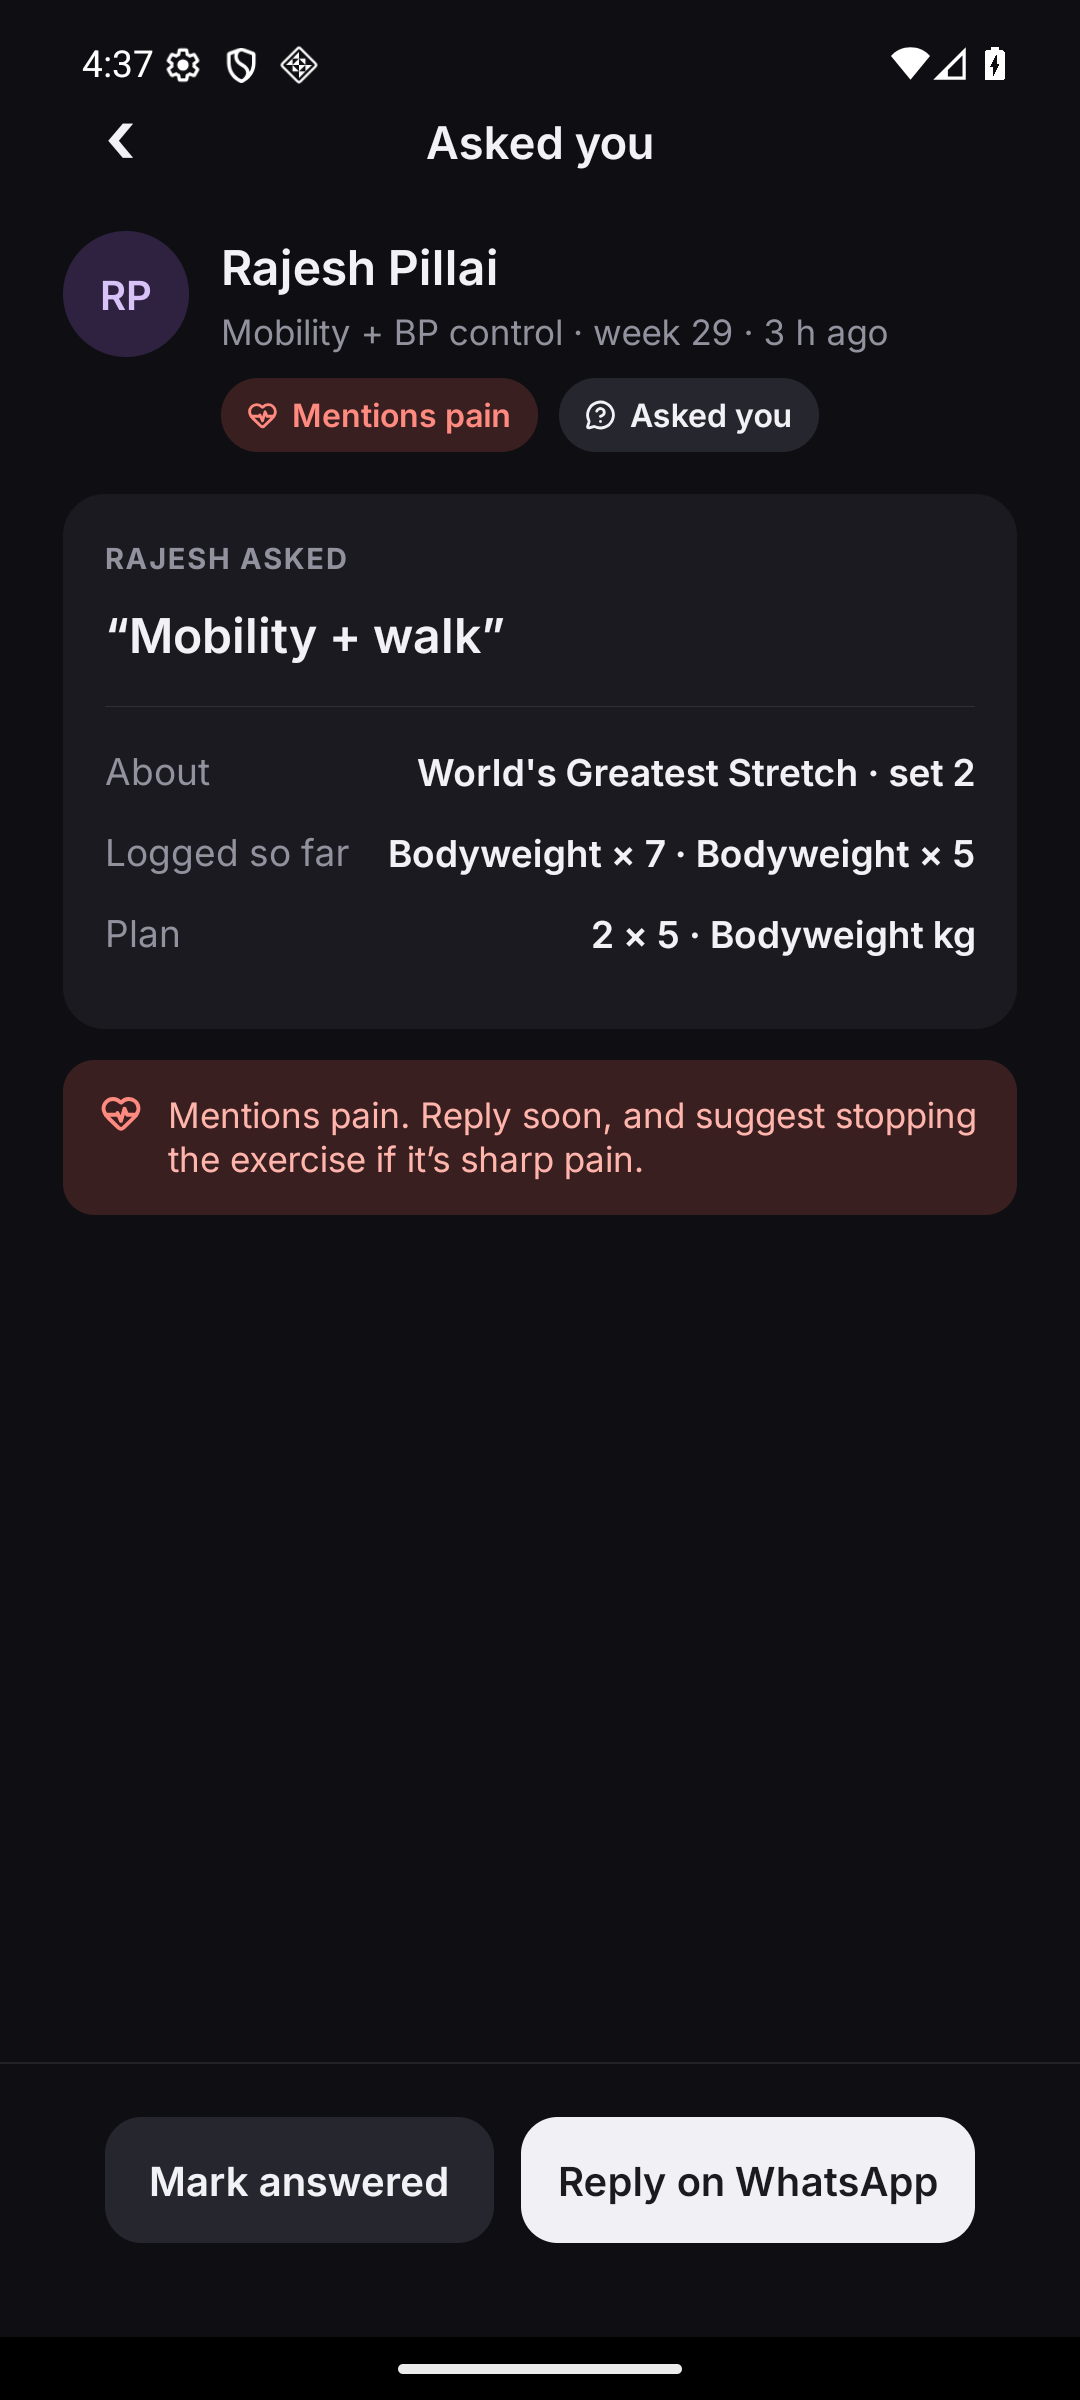 4:37
Asked you
RP
Rajesh Pillai
Mobility + BP control · week 29 · 3 h ago
Mentions pain
Asked you
RAJESH ASKED
“Mobility + walk”
About World's Greatest Stretch · set 2
Logged so far Bodyweight × 7 · Bodyweight × 5
Plan 2 × 5 · Bodyweight kg
Mentions pain. Reply soon, and suggest stopping
the exercise if it’s sharp pain.
Mark answered
Reply on WhatsApp